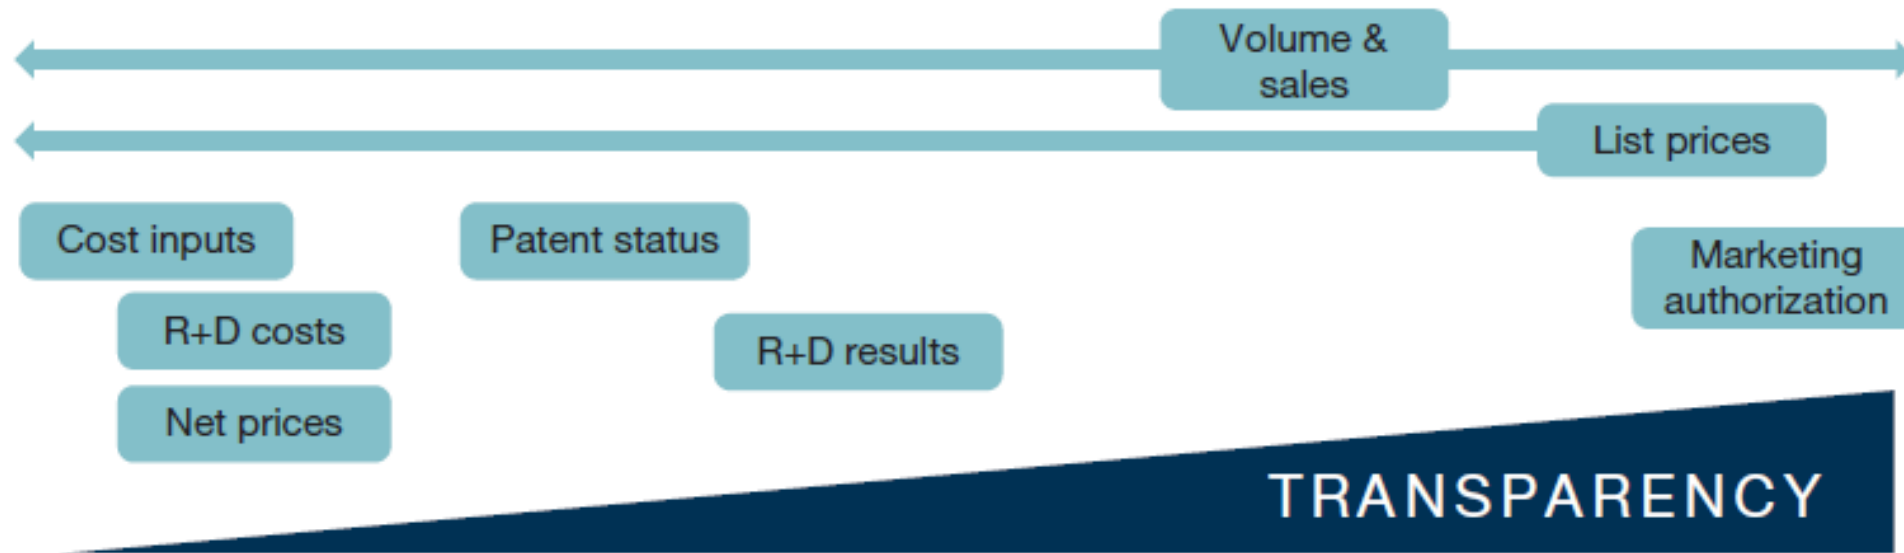 Volume &
sales
List prices
Cost inputs
Patent status
Marketing
authorization
R+D costs
R+D results
Net prices
TRANSPARENCY